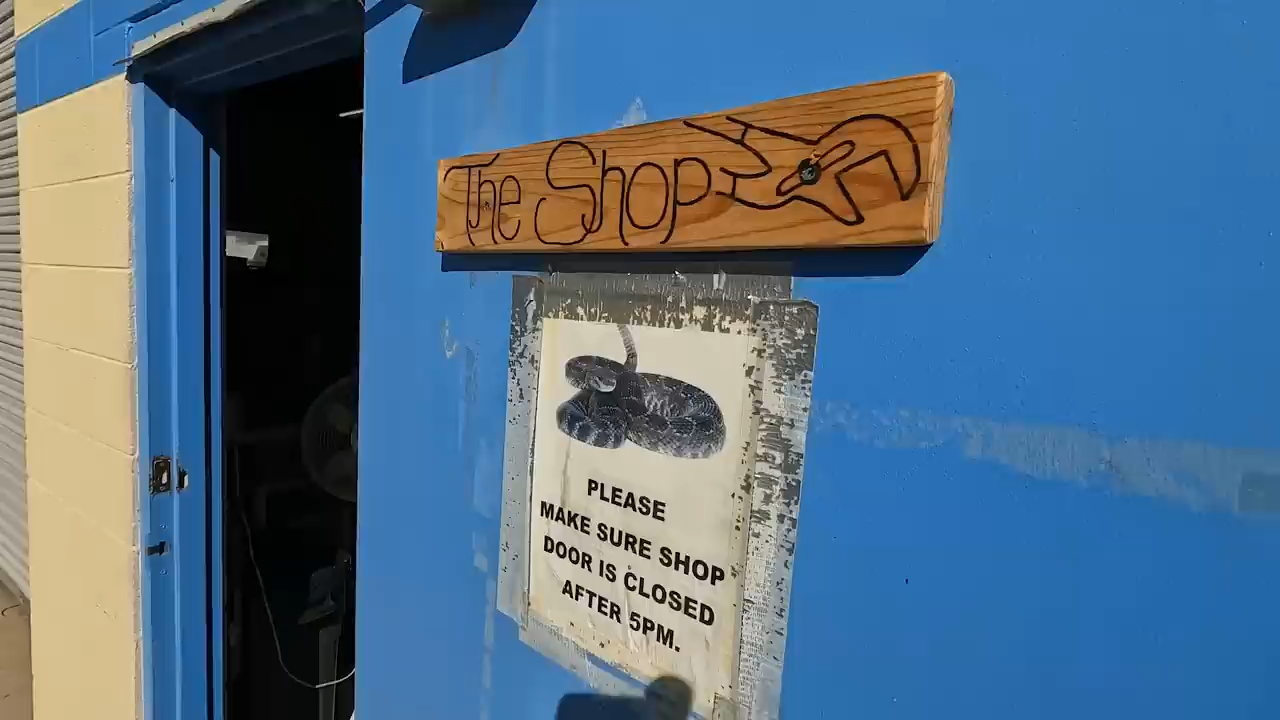 The Shop
PLEASE
MAKE SURE SHOP
DOOR IS CLOSED
AFTER 5PM.